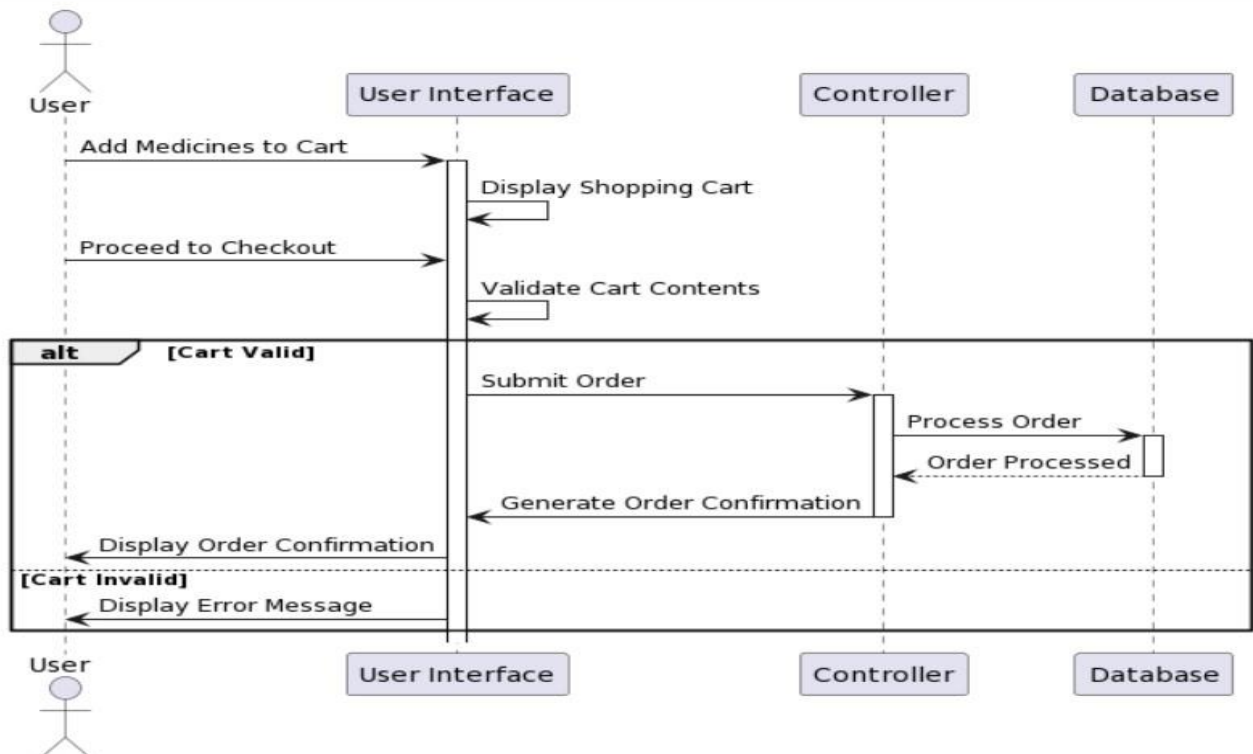 User
User Interface
Controller
Database
Add Medicines to Cart
Display Shopping Cart
Proceed to Checkout
Validate Cart Contents
alt [Cart Valid]
Submit Order
Process Order
Order Processed
Generate Order Confirmation
Display Order Confirmation
[Cart Invalid]
Display Error Message
User
User Interface
Controller
Database